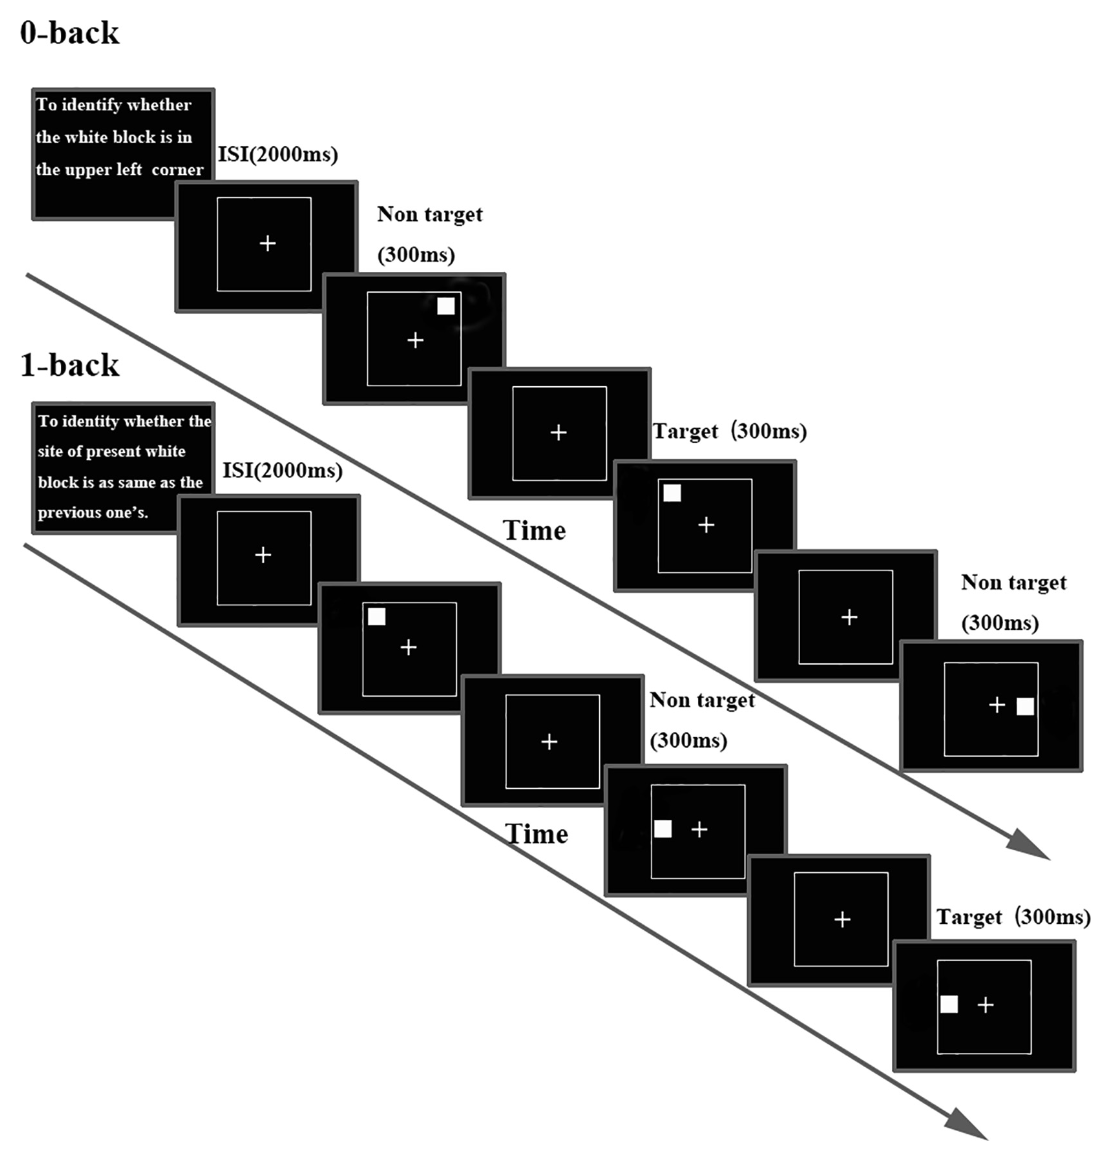 0-back
To identify whether
the white block is in
the upper left corner
ISI(2000ms)
Non target
(300ms)
Target (300ms)
Time
Non target
(300ms)
1-back
To identity whether the
site of present white
block is as same as the
previous one's.
ISI(2000ms)
Non target
(300ms)
Time
Target (300ms)